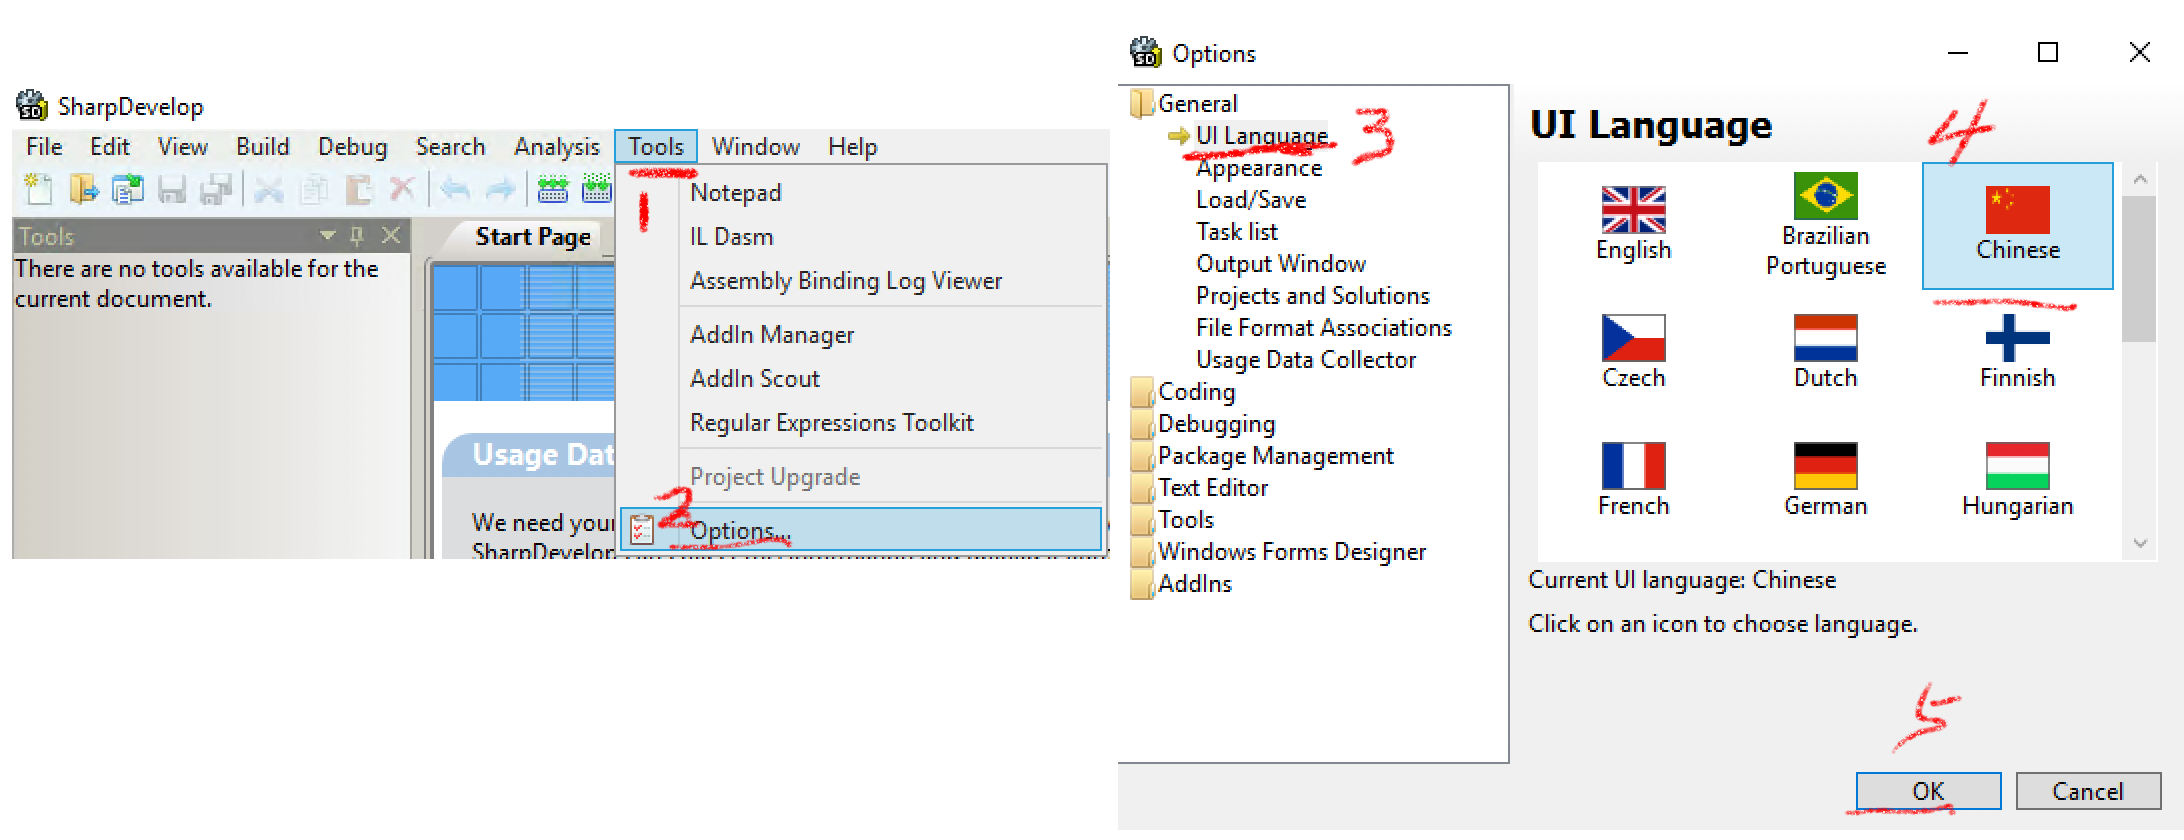 SharpDevelop
File Edit View Build Debug Search Analysis Tools Window Help
Tools
There are no tools available for the
current document.
Start Page
Usage Dat
We need your
SharpDevelop
1
Notepad
IL Dasm
Assembly Binding Log Viewer
AddIn Manager
AddIn Scout
Regular Expressions Toolkit
Project Upgrade
2
Options...
SD Options
General
UI Language 3
Appearance
Load/Save
Task list
Output Window
Projects and Solutions
File Format Associations
Usage Data Collector
Coding
Debugging
Package Management
Text Editor
Tools
Windows Forms Designer
AddIns
UI Language
4
English
Brazilian
Portuguese
Chinese
Czech
Dutch
Finnish
French
German
Hungarian
Current UI language: Chinese
Click on an icon to choose language.
5
OK
Cancel